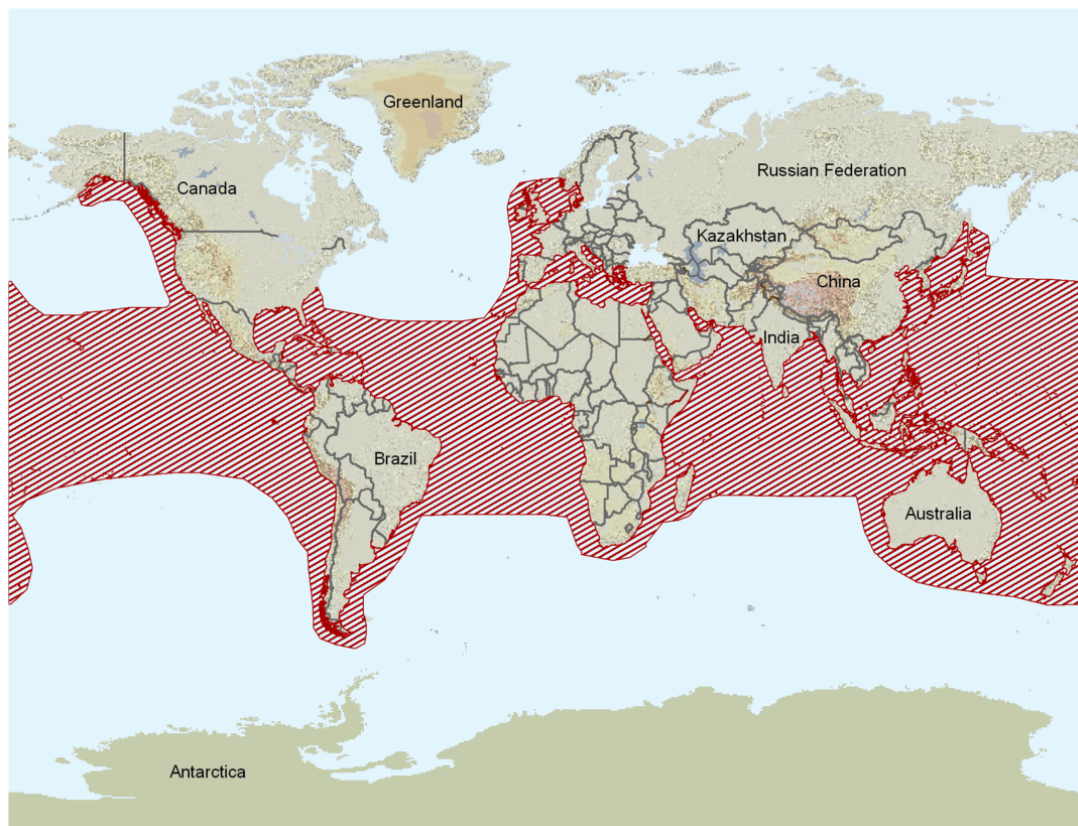 Greenland
Russian Federation
Canada
Kazakhstan
China
India
Brazil
Australia
Antarctica